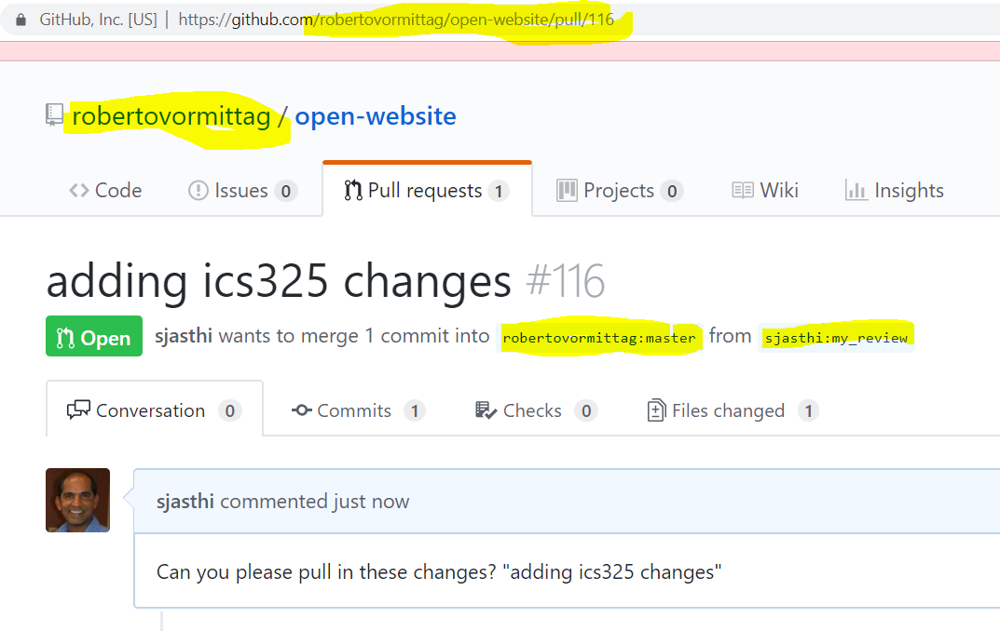 GitHub, Inc. [US] | https://github.com/robertovormittag/open-website/pull/116
robertovormittag / open-website
Code Issues 0 Pull requests 1 Projects 0 Wiki Insights
adding ics325 changes #116
Open sjasthi wants to merge 1 commit into robertovormittag:master from sjasthi:my_review
Conversation 0 Commits 1 Checks 0 Files changed 1
sjasthi commented just now
Can you please pull in these changes? "adding ics325 changes"